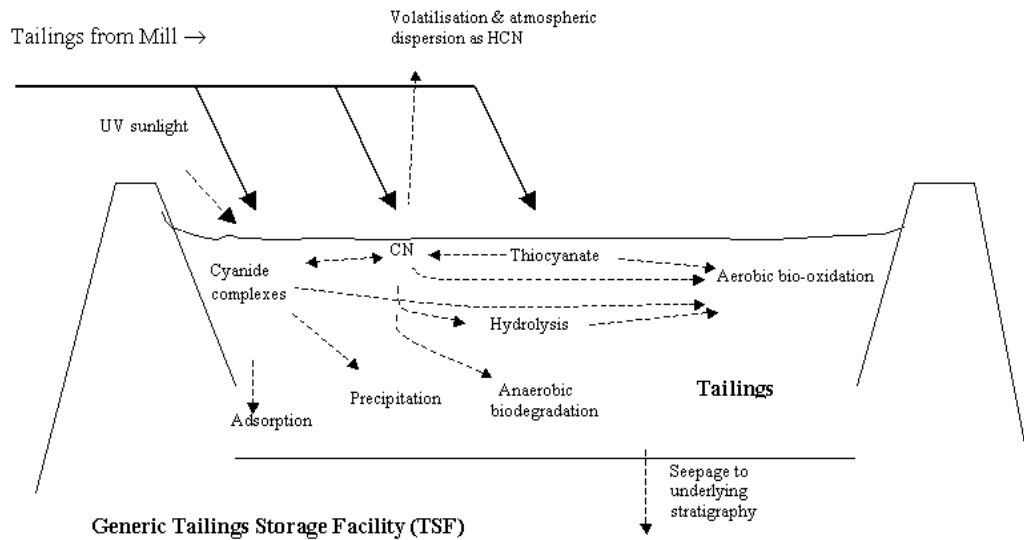 Volatilisation & atmospheric
dispersion as HCN
Tailings from Mill →
UV sunlight
CN
Thiocyanate
Cyanide
complexes
Aerobic bio-oxidation
Hydrolysis
Precipitation
Anaerobic
biodegradation
Tailings
Adsorption
Seepage to
underlying
stratigraphy
Generic Tailings Storage Facility (TSF)